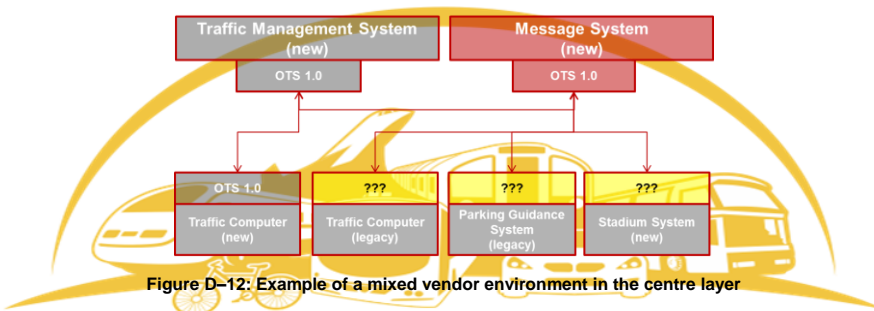 Traffic Management System
(new)
Message System
(new)
OTS 1.0
OTS 1.0
OTS 1.0
???
???
???
Traffic Computer
(new)
Traffic Computer
(legacy)
Parking Guidance
System
(legacy)
Stadium System
(new)
Figure D–12: Example of a mixed vendor environment in the centre layer